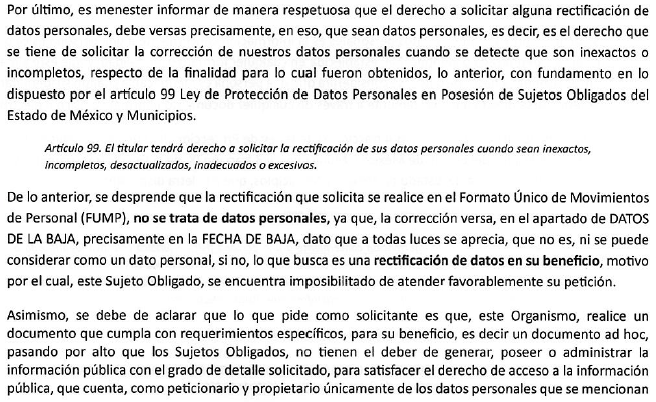 Por último, es menester informar de manera respetuosa que el derecho a solicitar alguna rectificación de
datos personales, debe versas precisamente, en eso, que sean datos personales, es decir, es el derecho que
se tiene de solicitar la corrección de nuestros datos personales cuando se detecte que son inexactos o
incompletos, respecto de la finalidad para lo cual fueron obtenidos, lo anterior, con fundamento en lo
dispuesto por el artículo 99 Ley de Protección de Datos Personales en Posesión de Sujetos Obligados del
Estado de México y Municipios.
Artículo 99. El titular tendrá derecho a solicitar la rectificación de sus datos personales cuando sean inexactos,
incompletos, desactualizados, inadecuados o excesivos.
De lo anterior, se desprende que la rectificación que solicita se realice en el Formato Único de Movimientos
de Personal (FUMP), no se trata de datos personales, ya que, la corrección versa, en el apartado de DATOS
DE LA BAJA, precisamente en la FECHA DE BAJA, dato que a todas luces se aprecia, que no es, ni se puede
considerar como un dato personal, si no, lo que busca es una rectificación de datos en su beneficio, motivo
por el cual, este Sujeto Obligado, se encuentra imposibilitado de atender favorablemente su petición.
Asimismo, se debe de aclarar que lo que pide como solicitante es que, este Organismo, realice un
documento que cumpla con requerimientos específicos, para su beneficio, es decir un documento ad hoc,
pasando por alto que los Sujetos Obligados, no tienen el deber de generar, poseer o administrar la
información pública con el grado de detalle solicitado, para satisfacer el derecho de acceso a la información
pública, que cuenta, como peticionario y propietario únicamente de los datos personales que se mencionan